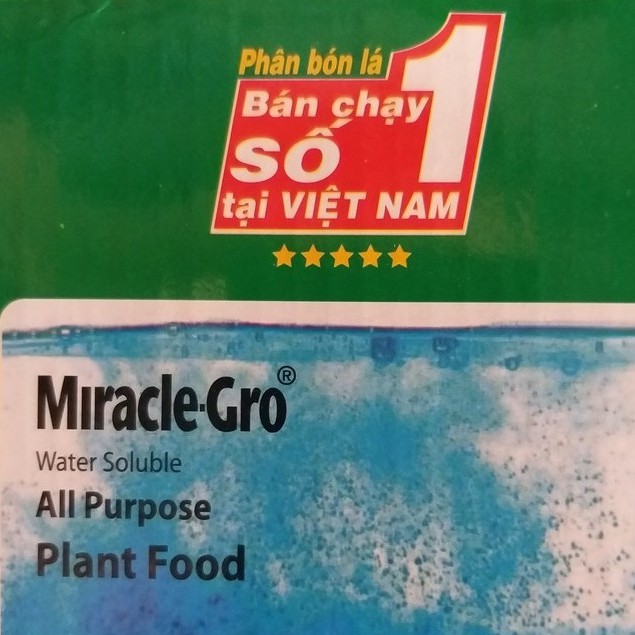 Phân bón lá
Bán chạy
SỐ 1
tại VIỆT NAM
Miracle-Gro®
Water Soluble
All Purpose
Plant Food